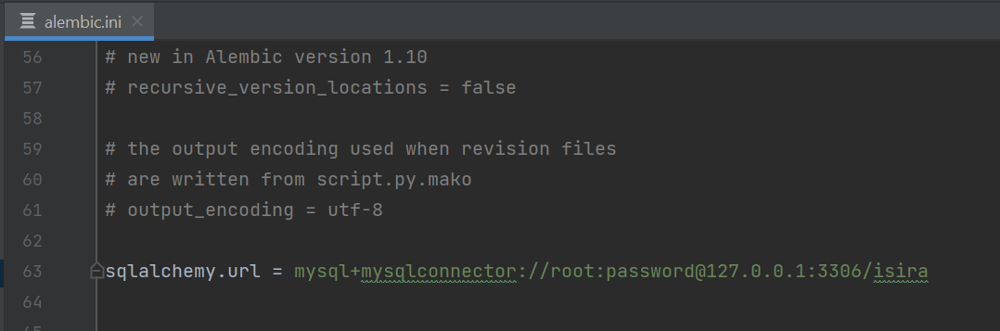 alembic.ini
56 # new in Alembic version 1.10
57 # recursive_version_locations = false
58
59 # the output encoding used when revision files
60 # are written from script.py.mako
61 # output_encoding = utf-8
62
63 sqlalchemy.url = mysql+mysqlconnector://root:password@127.0.0.1:3306/isira
64
65